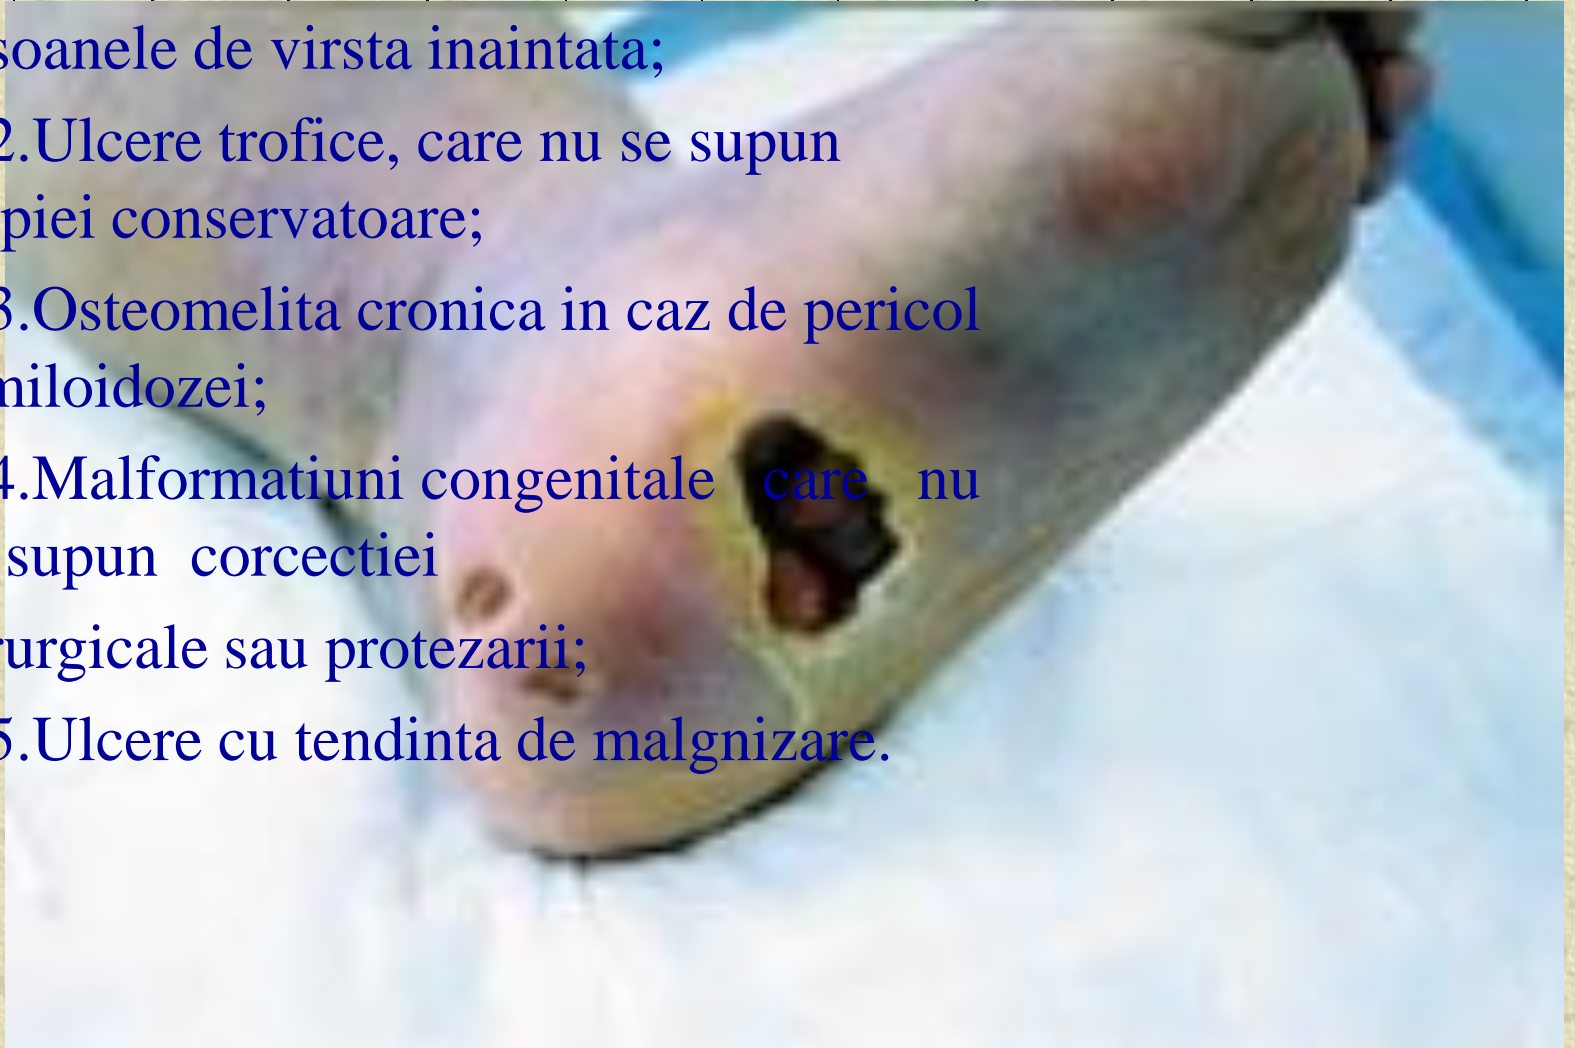 soanele de virsta inaintata;
2.Ulcere trofice, care nu se supun
piei conservatoare;
3.Osteomelita cronica in caz de pericol
miloidozei;
4.Malformatiuni congenitale care nu
supun corcectiei
rurgicale sau protezarii;
5.Ulcere cu tendinta de malgnizare.